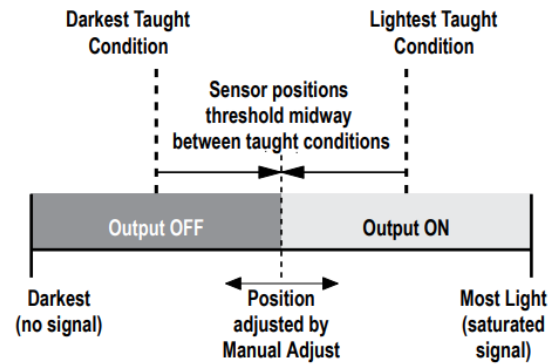 Darkest Taught
Condition
Lightest Taught
Condition
Sensor positions
threshold midway
between taught conditions
Output OFF
Output ON
Darkest
(no signal)
Position
adjusted by
Manual Adjust
Most Light
(saturated
signal)